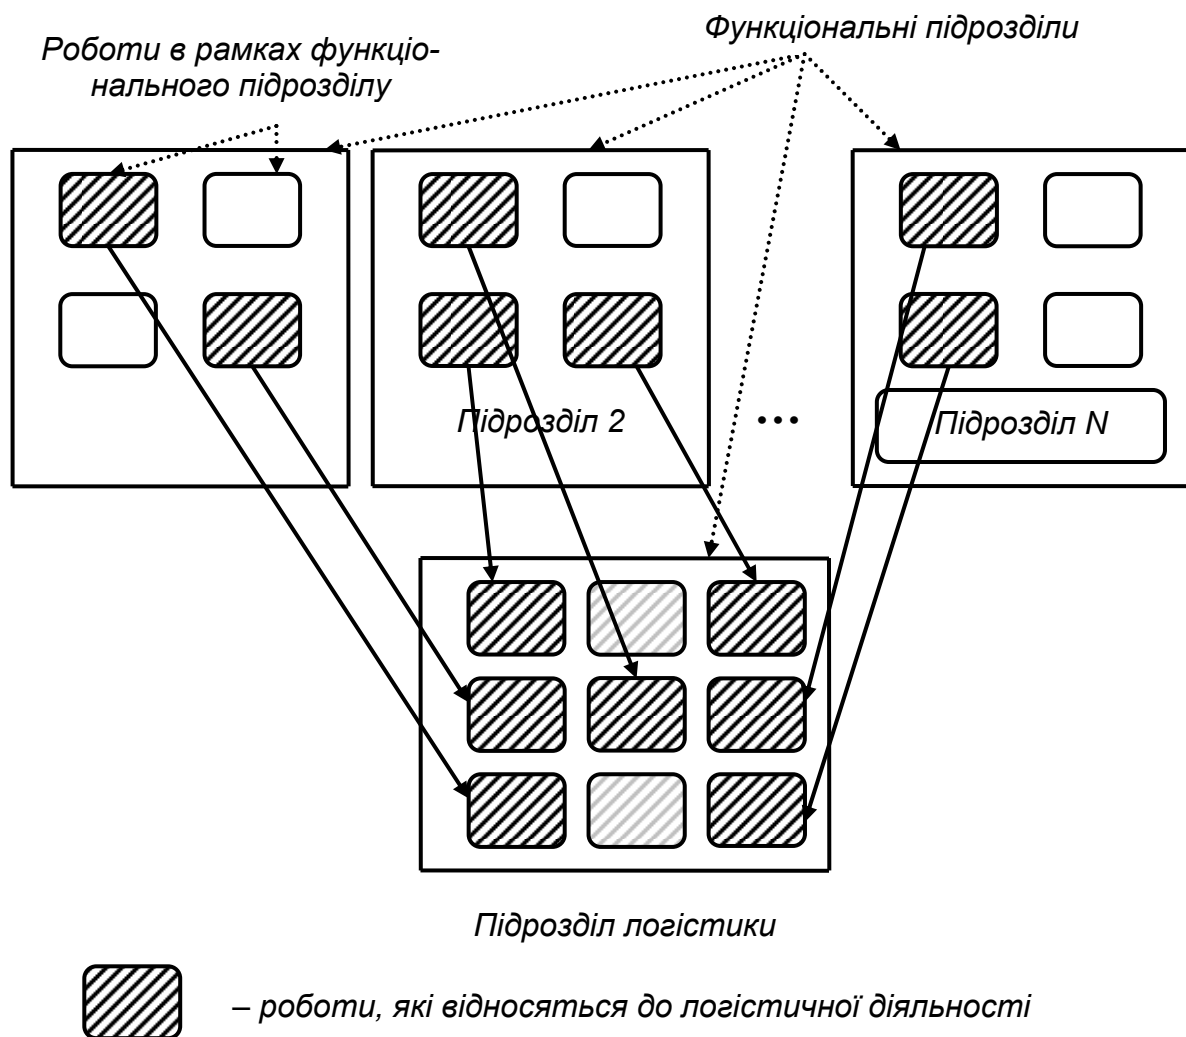 Функціональні підрозділи
Роботи в рамках функціо-
нального підрозділу
Підрозділ 2
...
Підрозділ N
Підрозділ логістики
– роботи, які відносяться до логістичної діяльності